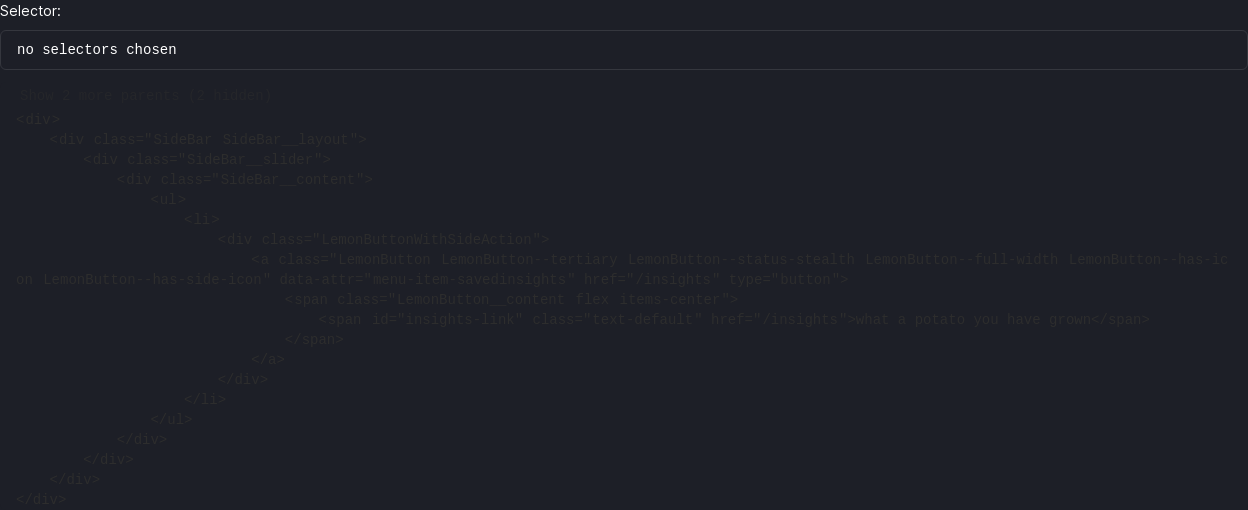 Selector:
no selectors chosen
Show 2 more parents (2 hidden)
<div>
<div class="SideBar SideBar__layout">
<div class="SideBar__slider">
<div class="SideBar__content">
<ul>
<li>
<div class="LemonButtonWithSideAction">
<a class="LemonButton LemonButton--tertiary LemonButton--status-stealth LemonButton--full-width LemonButton--has-ic
on LemonButton--has-side-icon" data-attr="menu-item-savedinsights" href="/insights" type="button">
<span class="LemonButton__content flex items-center">
<span id="insights-link" class="text-default" href="/insights">what a potato you have grown</span>
</span>
</a>
</div>
</li>
</ul>
</div>
</div>
</div>
</div>